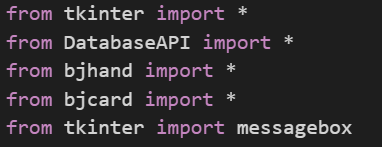 from tkinter import *
from DatabaseAPI import *
from bjhand import *
from bjcard import *
from tkinter import messagebox